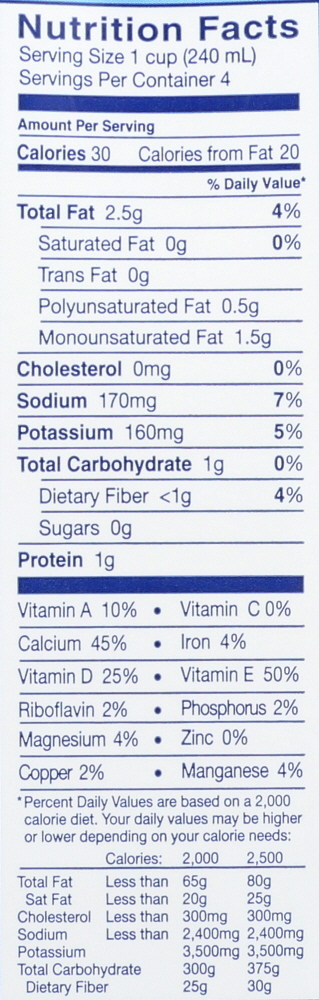 Nutrition Facts
Serving Size 1 cup (240 mL)
Servings Per Container 4
Amount Per Serving
Calories 30 Calories from Fat 20
% Daily Value*
Total Fat 2.5g 4%
Saturated Fat 0g 0%
Trans Fat 0g
Polyunsaturated Fat 0.5g
Monounsaturated Fat 1.5g
Cholesterol 0mg 0%
Sodium 170mg 7%
Potassium 160mg 5%
Total Carbohydrate 1g 0%
Dietary Fiber <1g 4%
Sugars 0g
Protein 1g
Vitamin A 10% • Vitamin C 0%
Calcium 45% • Iron 4%
Vitamin D 25% • Vitamin E 50%
Riboflavin 2% • Phosphorus 2%
Magnesium 4% • Zinc 0%
Copper 2% • Manganese 4%
*Percent Daily Values are based on a 2,000
calorie diet. Your daily values may be higher
or lower depending on your calorie needs:
Calories: 2,000 2,500
Total Fat Less than 65g 80g
Sat Fat Less than 20g 25g
Cholesterol Less than 300mg 300mg
Sodium Less than 2,400mg 2,400mg
Potassium 3,500mg 3,500mg
Total Carbohydrate 300g 375g
Dietary Fiber 25g 30g